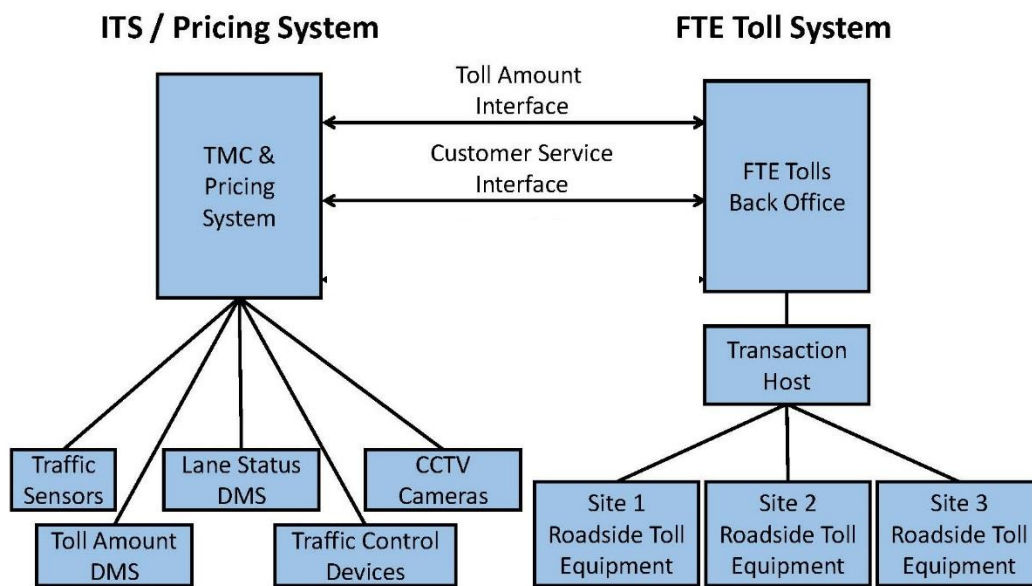 ITS / Pricing System
FTE Toll System
Toll Amount
Interface
Customer Service
Interface
TMC &
Pricing
System
FTE Tolls
Back Office
Transaction
Host
Traffic
Sensors
Lane Status
DMS
CCTV
Cameras
Toll Amount
DMS
Traffic Control
Devices
Site 1
Roadside Toll
Equipment
Site 2
Roadside Toll
Equipment
Site 3
Roadside Toll
Equipment